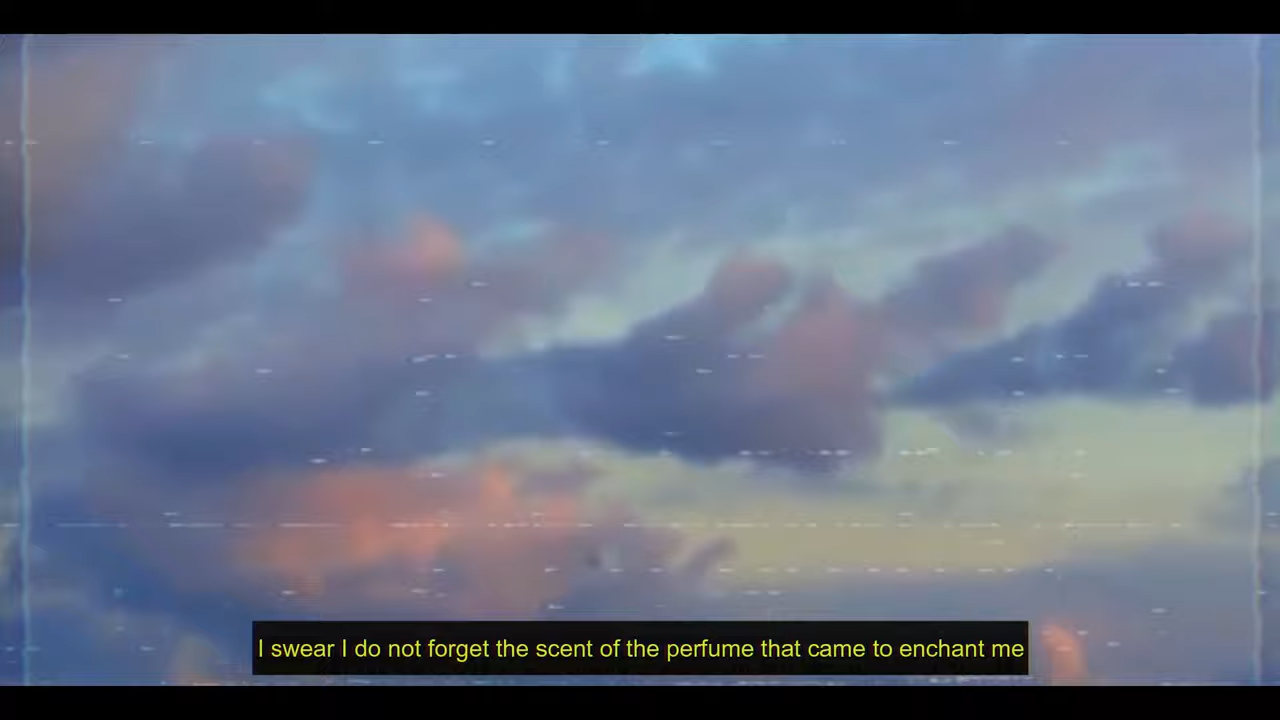 I swear I do not forget the scent of the perfume that came to enchant me